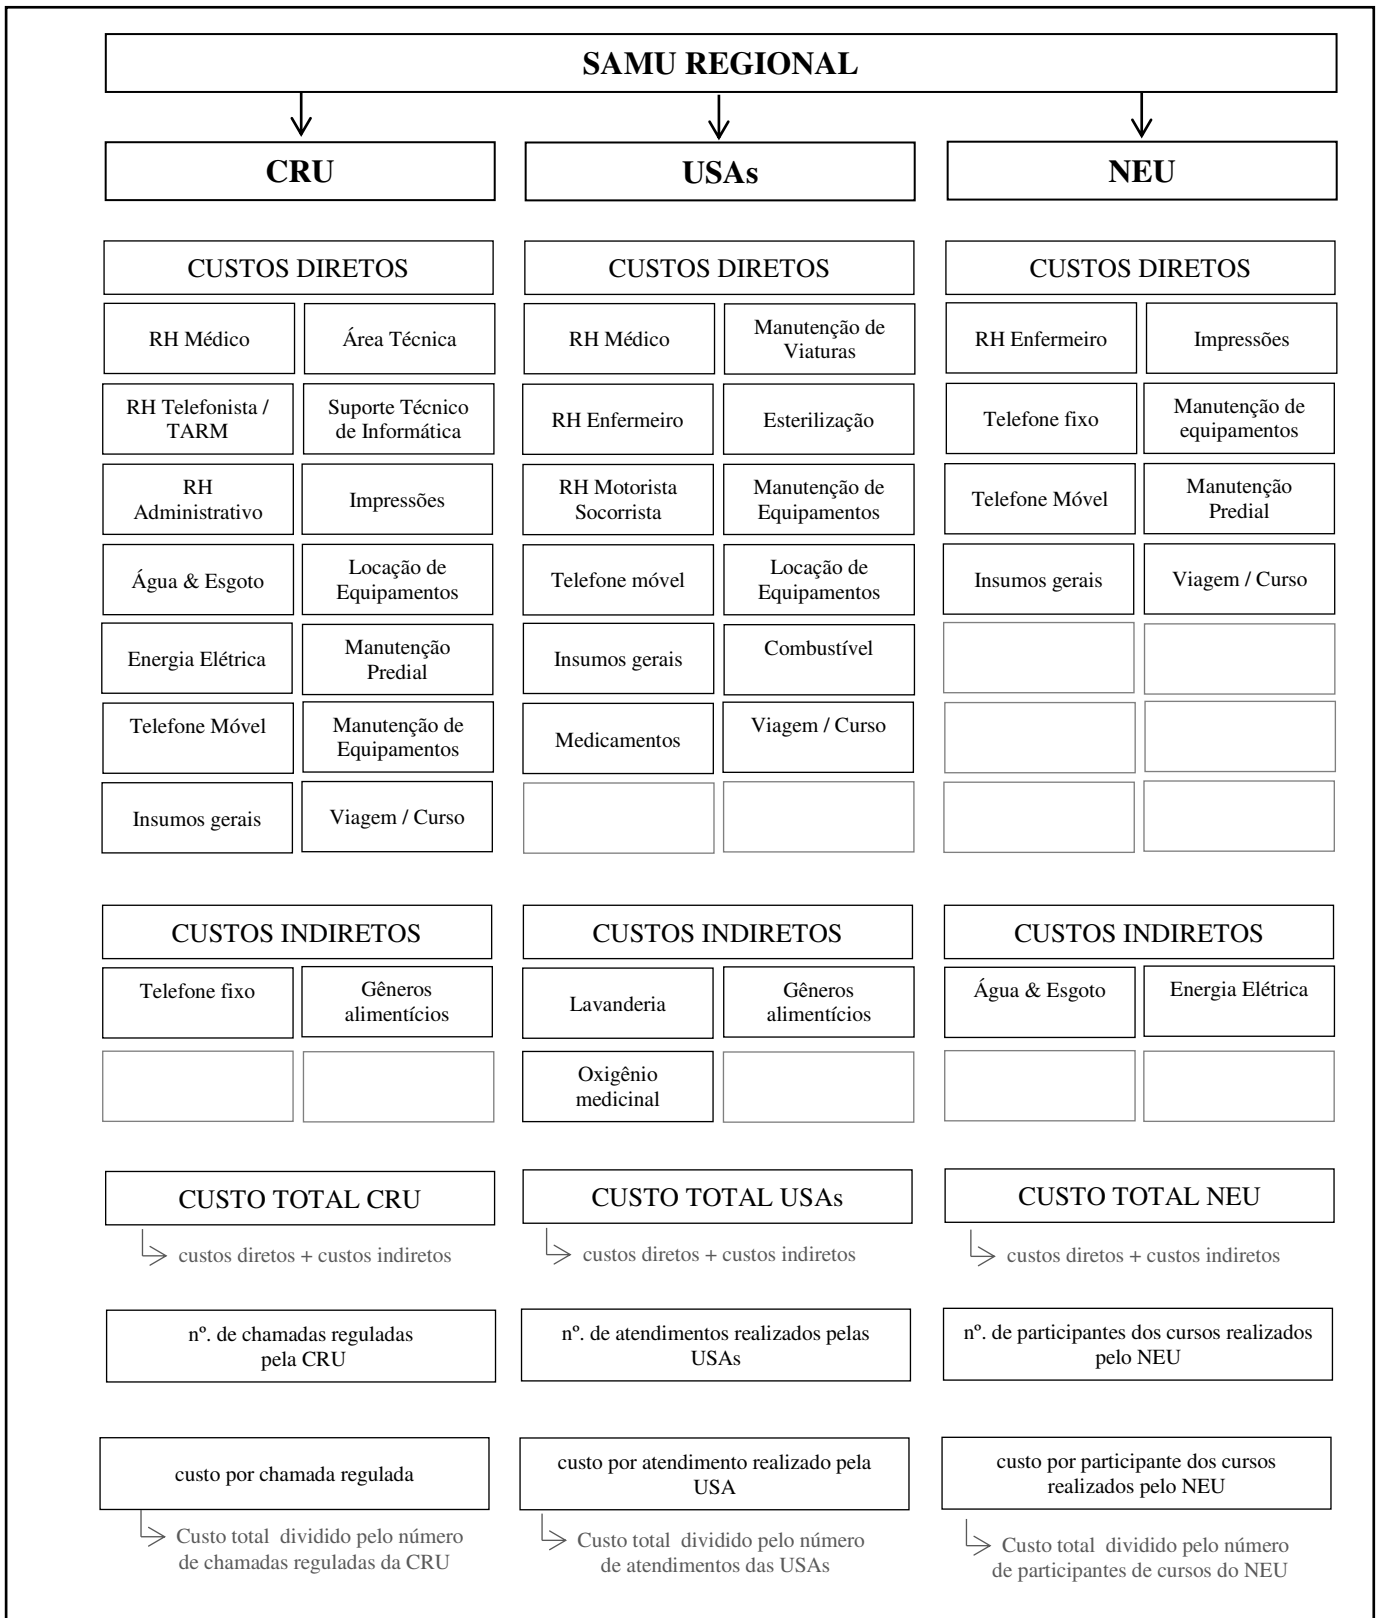 SAMU REGIONAL
CRU
USAs
NEU
CUSTOS DIRETOS
RH Médico
Área Técnica
RH Telefonista /
TARM
Suporte Técnico
de Informática
RH
Administrativo
Impressões
Água & Esgoto
Locação de
Equipamentos
Energia Elétrica
Manutenção
Predial
Telefone Móvel
Manutenção de
Equipamentos
Insumos gerais
Viagem / Curso
CUSTOS DIRETOS
RH Médico
Manutenção de
Viaturas
RH Enfermeiro
Esterilização
RH Motorista
Socorrista
Manutenção de
Equipamentos
Telefone móvel
Locação de
Equipamentos
Insumos gerais
Combustível
Medicamentos
Viagem / Curso
CUSTOS DIRETOS
RH Enfermeiro
Impressões
Telefone fixo
Manutenção de
equipamentos
Telefone Móvel
Manutenção
Predial
Insumos gerais
Viagem / Curso
CUSTOS INDIRETOS
Telefone fixo
Gêneros
alimentícios
CUSTOS INDIRETOS
Lavanderia
Gêneros
alimentícios
Oxigênio
medicinal
CUSTOS INDIRETOS
Água & Esgoto
Energia Elétrica
CUSTO TOTAL CRU
custos diretos + custos indiretos
CUSTO TOTAL USAs
custos diretos + custos indiretos
CUSTO TOTAL NEU
custos diretos + custos indiretos
nº. de chamadas reguladas
pela CRU
nº. de atendimentos realizados pelas
USAs
nº. de participantes dos cursos realizados
pelo NEU
custo por chamada regulada
Custo total dividido pelo número
de chamadas reguladas da CRU
custo por atendimento realizado pela
USA
Custo total dividido pelo número
de atendimentos das USAs
custo por participante dos cursos
realizados pelo NEU
Custo total dividido pelo número
de participantes de cursos do NEU